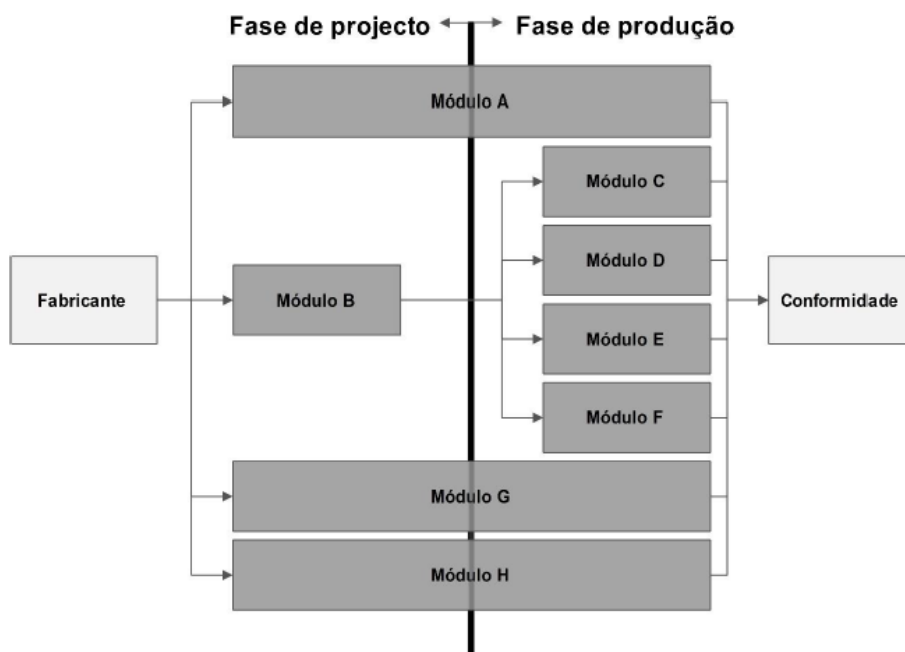 Fase de projecto
Fase de produção
Módulo A
Módulo C
Módulo D
Fabricante
Módulo B
Conformidade
Módulo E
Módulo F
Módulo G
Módulo H